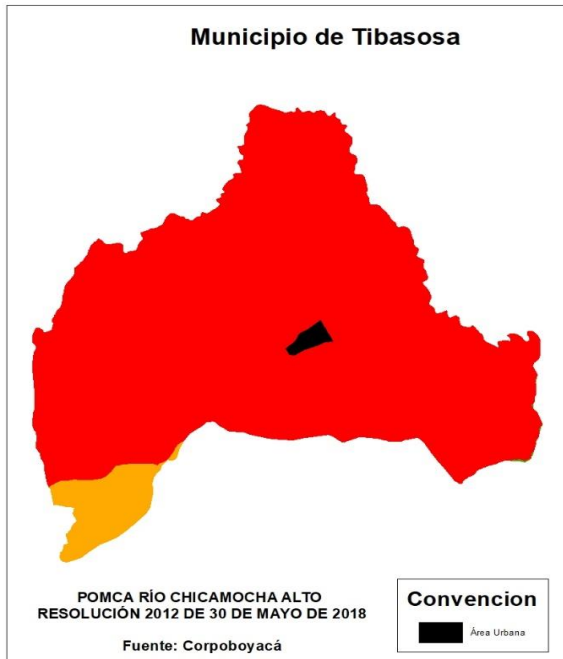 Municipio de Tibasosa
POMCA RÍO CHICAMOCHA ALTO
RESOLUCIÓN 2012 DE 30 DE MAYO DE 2018
Fuente: Corpoboyacá
Convencion
Área Urbana